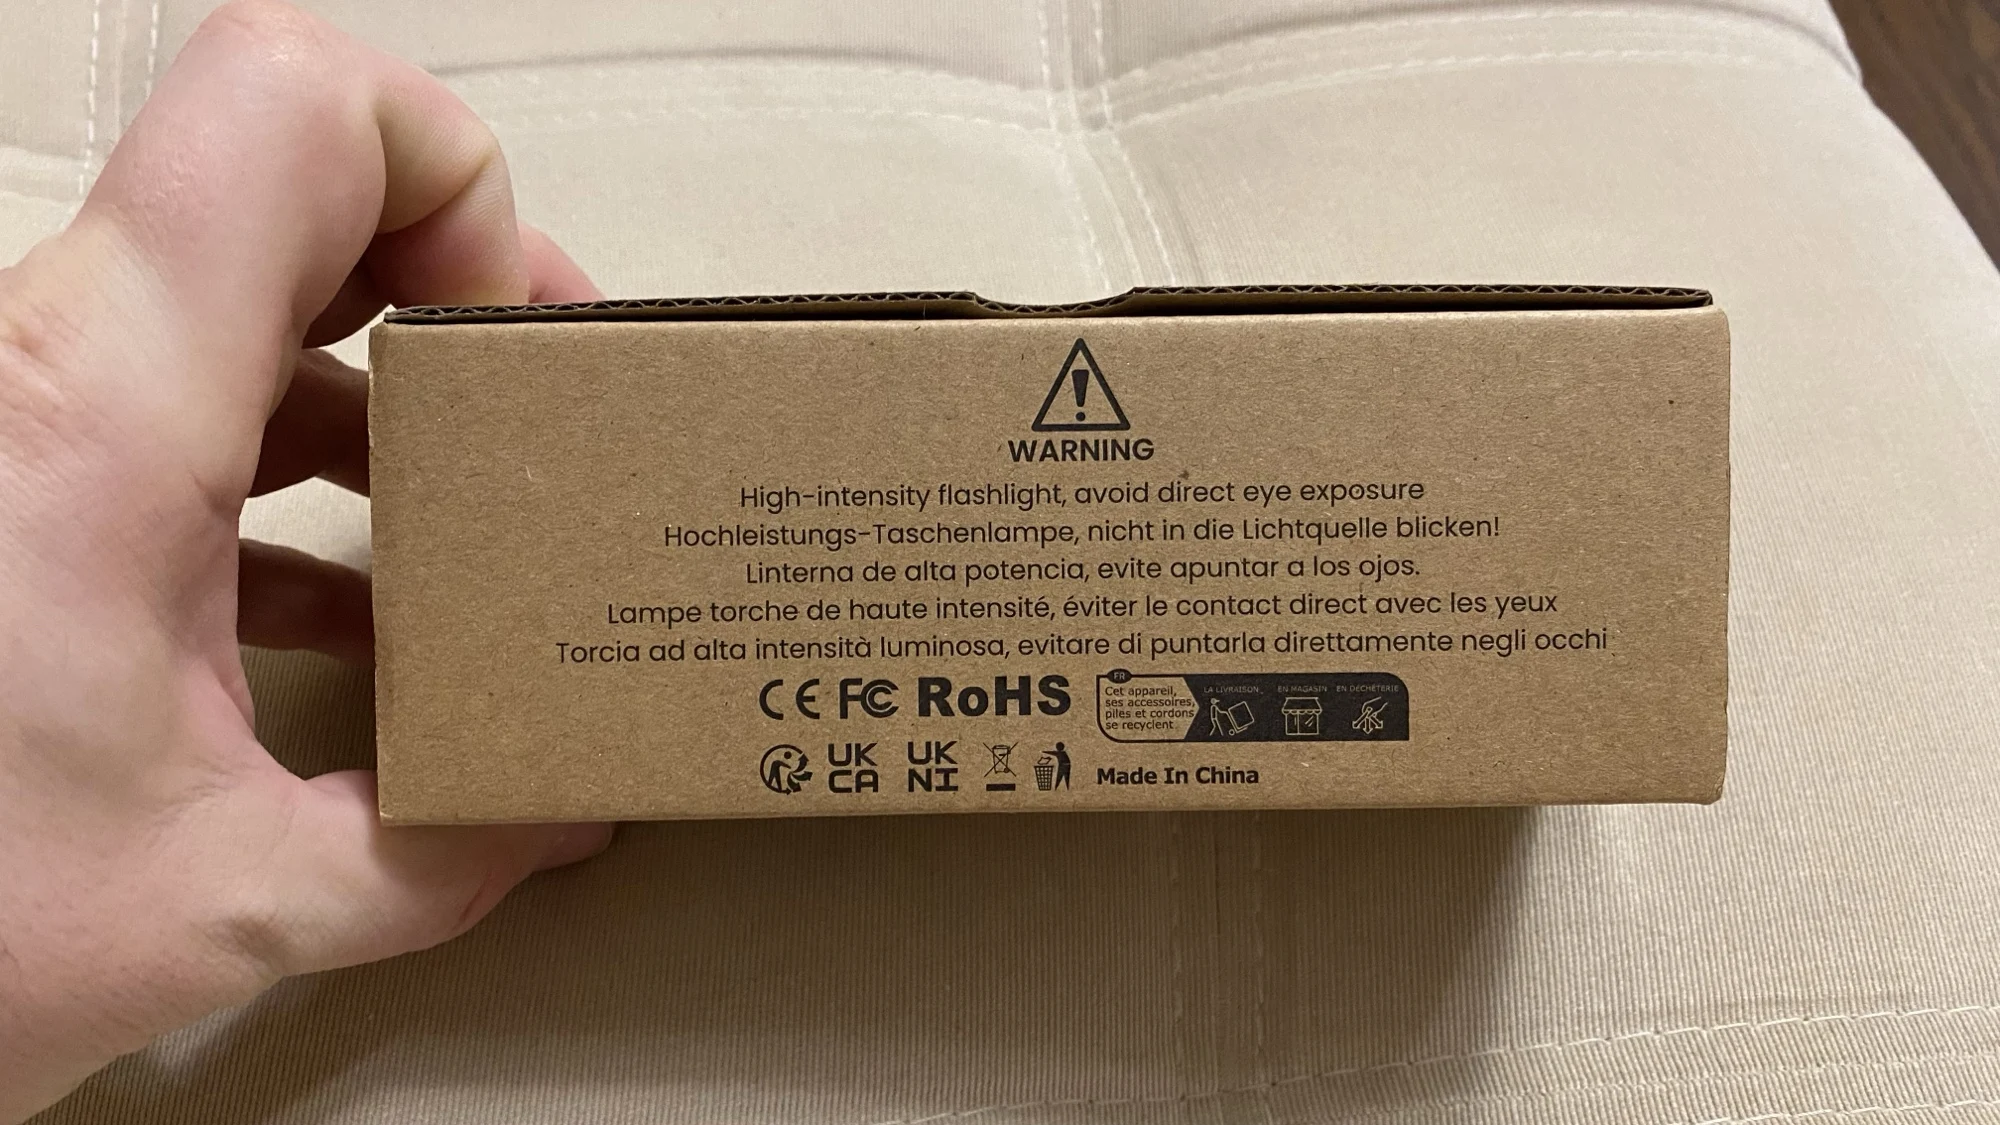 WARNING
High-intensity flashlight, avoid direct eye exposure
Hochleistungs-Taschenlampe, nicht in die Lichtquelle blicken!
Linterna de alta potencia, evite apuntar a los ojos.
Lampe torche de haute intensité, éviter le contact direct avec les yeux
Torcia ad alta intensità luminosa, evitare di puntarla direttamente negli occhi
CE FC RoHS
FR
Cet appareil,
ses accessoires,
piles et cordons
se recyclent
LA LIVRAISON EN MAGASIN EN DÉCHÈTERIE
UK
CA
UK
NI
Made In China